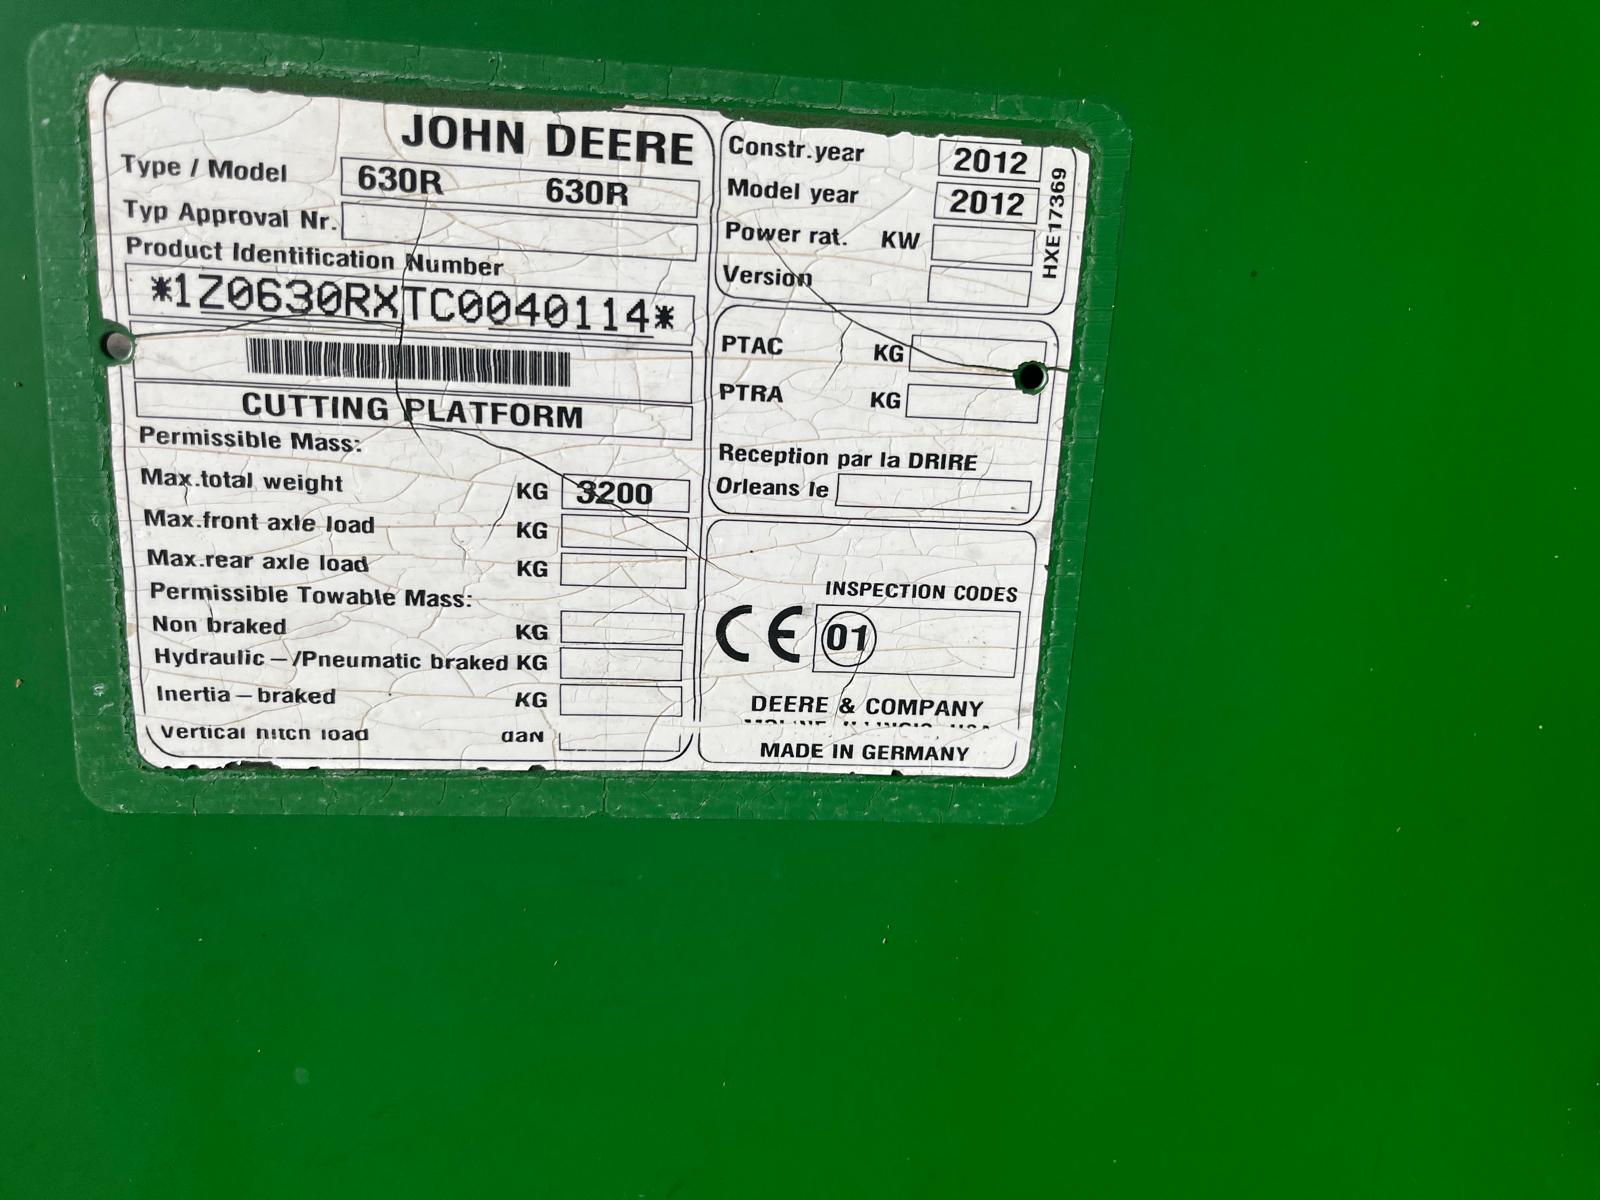 JOHN DEERE
Type / Model 630R 630R
Typ Approval Nr.
Product Identification Number
*1Z0630RXTC0040114*
CUTTING PLATFORM
Permissible Mass:
Max.total weight KG 3200
Max.front axle load KG
Max.rear axle load KG
Permissible Towable Mass:
Non braked KG
Hydraulic–/Pneumatic braked KG
Inertia–braked KG
Vertical hitch load daN
Constr.year 2012
Model year 2012
Power rat. KW
Version
HXE17369
PTAC KG
PTRA KG
Reception par la DRIRE
Orleans le
INSPECTION CODES
CE 01
DEERE & COMPANY
MOLINE ILLINOIS USA
MADE IN GERMANY